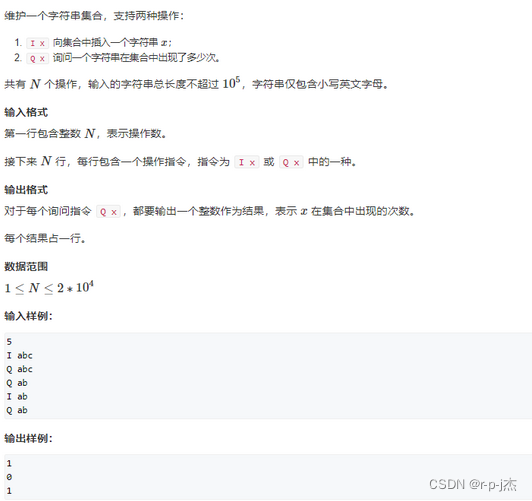 维护一个字符串集合，支持两种操作：
1. I x 向集合中插入一个字符串 x；
2. Q x 询问一个字符串在集合中出现了多少次。
共有 N 个操作，输入的字符串总长度不超过 10^5，字符串仅包含小写英文字母。
输入格式
第一行包含整数 N，表示操作数。
接下来 N 行，每行包含一个操作指令，指令为 I x 或 Q x 中的一种。
输出格式
对于每个询问指令 Q x，都要输出一个整数作为结果，表示 x 在集合中出现的次数。
每个结果占一行。
数据范围
1 ≤ N ≤ 2 * 10^4
输入样例：
5
I abc
Q abc
Q ab
I ab
Q ab
输出样例：
1
0
1
CSDN @r-p-j杰